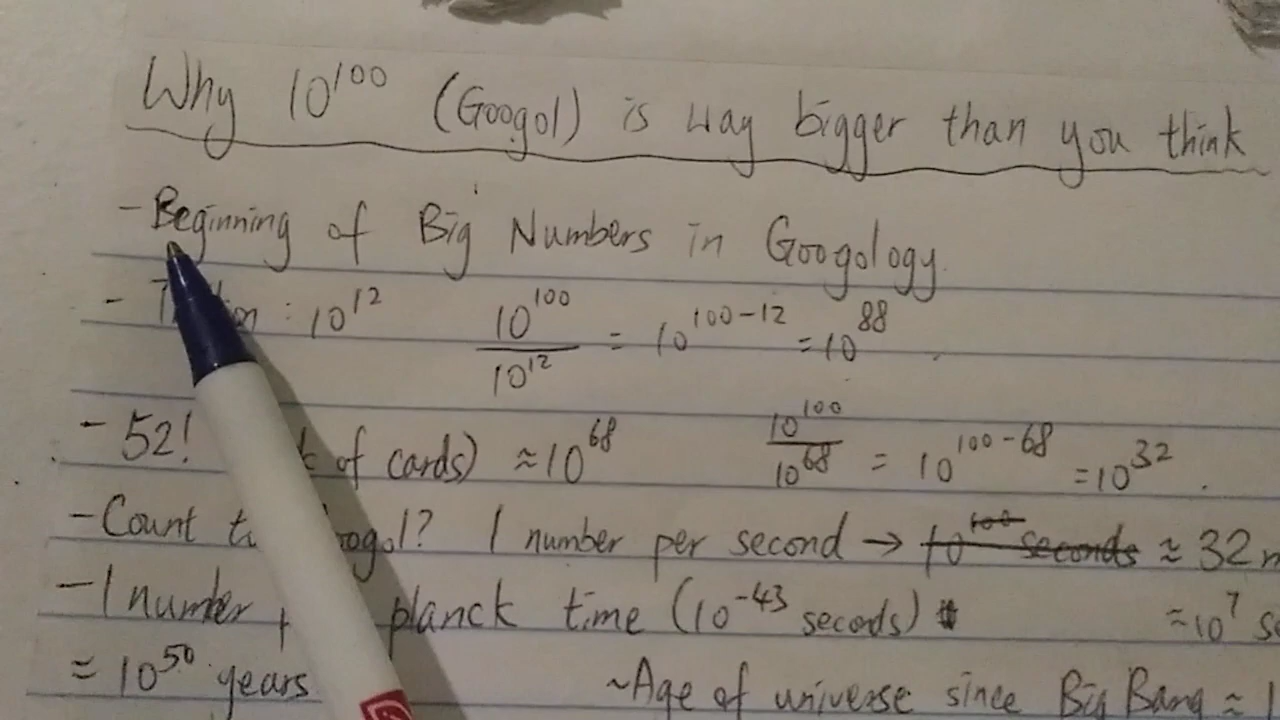 Why 10^100 (Googol) is way bigger than you think
- Beginning of Big Numbers in Googology
- : 10^12 10^100/10^12 = 10^100-12 = 10^88
- 52! of cards) ≈10^68 10^100/10^68 = 10^100-68 = 10^32 .
- Count ? 1 number per second → 10^100 seconds ≈ 32
- 1 number planck time (10^-43 seconds) ≈10^7
= 10^50 years ~Age of universe since Big Bang ≈ 1